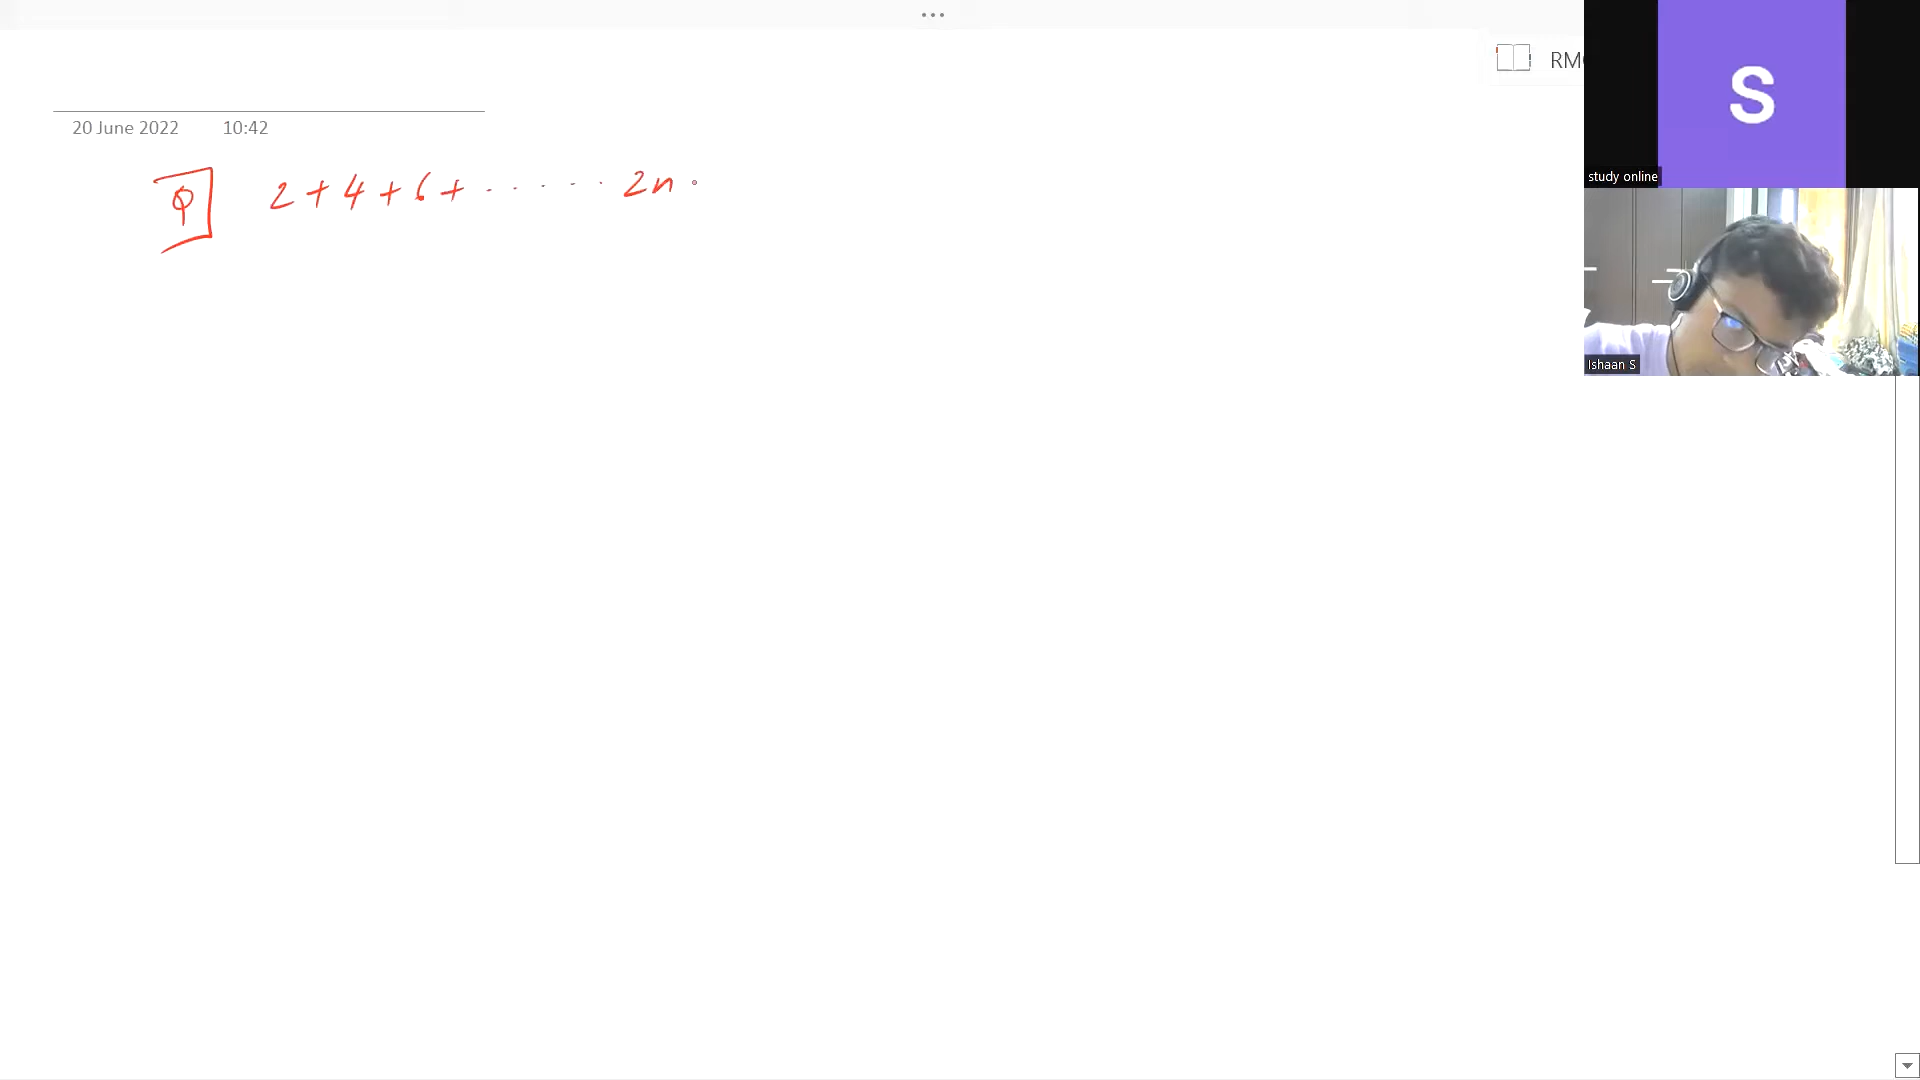 ...
RM
S
20 June 2022 10:42
study online
Q 2 + 4 + 6 + ...... 2n.
Ishaan S